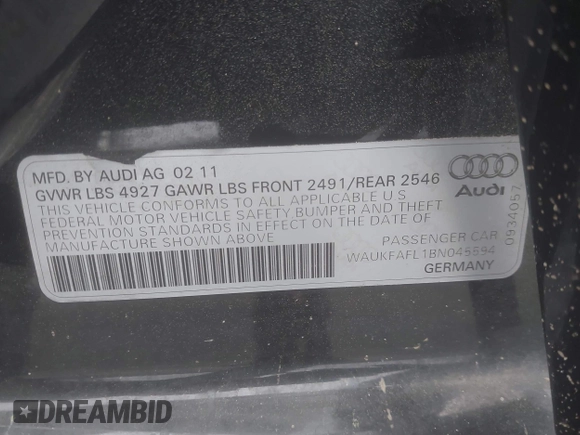 MFD. BY AUDI AG 02 11
GVWR LBS 4927 GAWR LBS FRONT 2491/REAR 2546
THIS VEHICLE CONFORMS TO ALL APPLICABLE U S
FEDERAL MOTOR VEHICLE SAFETY, BUMPER AND THEFT
PREVENTION STANDARDS IN EFFECT ON THE DATE OF
MANUFACTURE SHOWN ABOVE
Audi
PASSENGER CAR
WAUKFAFL1BN045594
GERMANY
0934057
DREAMBID